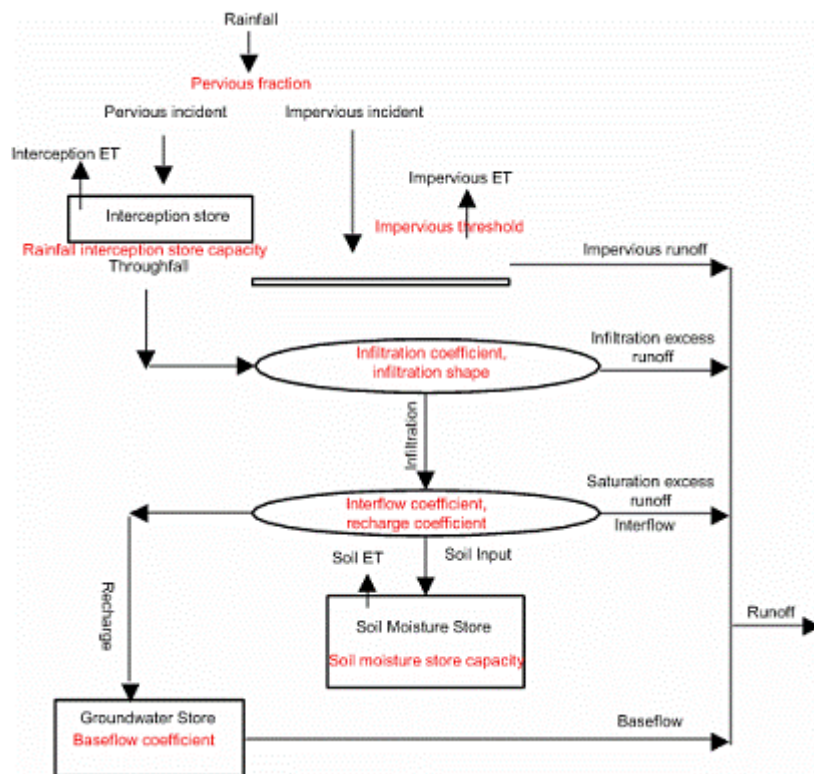 Rainfall
Pervious fraction
Pervious incident
Impervious incident
Interception ET
Impervious ET
Interception store
Impervious threshold
Rainfall interception store capacity
Throughfall
Impervious runoff
Infiltration coefficient,
infiltration shape
Infiltration excess
runoff
Infiltration
Interflow coefficient,
recharge coefficient
Saturation excess
runoff
Interflow
Soil ET
Soil Input
Recharge
Soil Moisture Store
Soil moisture store capacity
Runoff
Groundwater Store
Baseflow coefficient
Baseflow